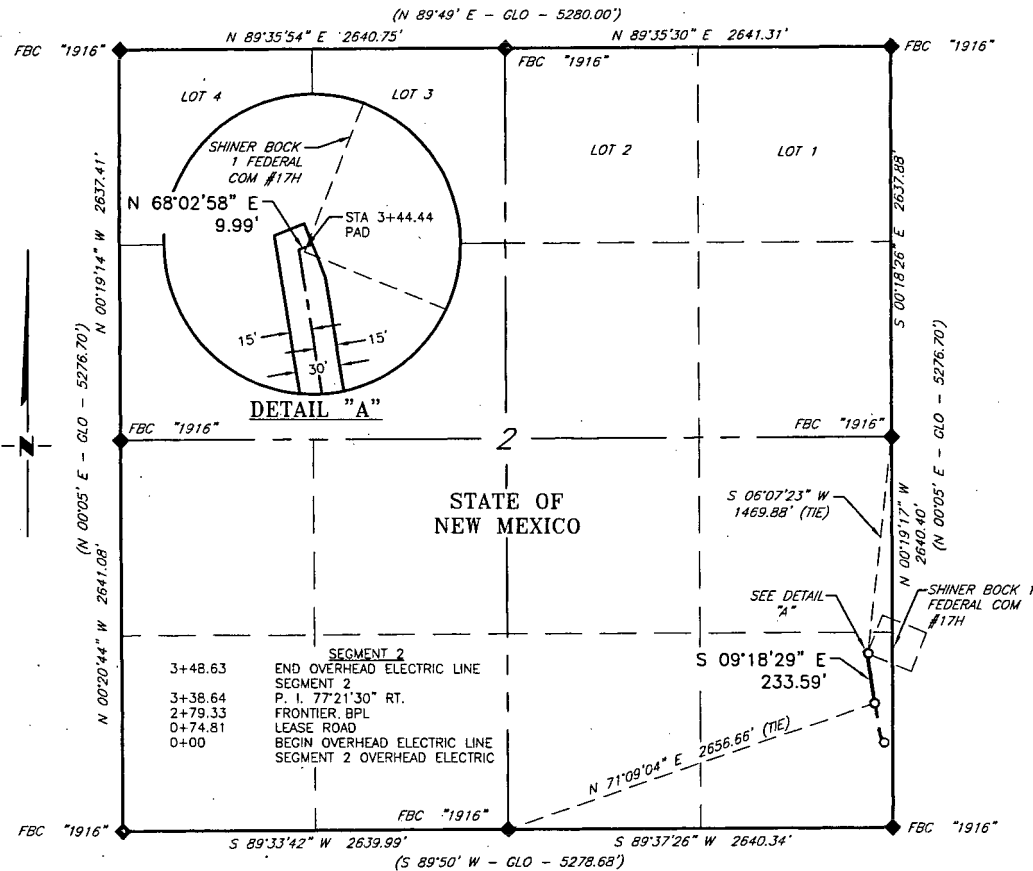 (N 89°49' E - GLO - 5280.00')
N 89°35'54" E 2640.75'
N 89°35'30" E 2641.31'
FBC "1916"
FBC "1916"
FBC "1916"
LOT 4
LOT 3
LOT 2
LOT 1
SHINER BOCK
1 FEDERAL
COM #17H
N 68°02'58" E
9.99'
STA 3+44.44
PAD
15'
15'
30'
DETAIL "A"
N 00°19'14" W 2637.41'
S 00°18'26" E 2637.88'
(N 00°05' E - GLO - 5276.70')
(N 00°05' E - GLO - 5276.70')
N
FBC "1916"
2
FBC "1916"
STATE OF
NEW MEXICO
S 06°07'23" W
1469.88' (TIE)
N 00°19'17" W
2640.40'
N 00°20'44" W 2641.08'
SEE DETAIL
"A"
SHINER BOCK 1
FEDERAL COM
#17H
S 09°18'29" E
233.59'
SEGMENT 2
3+48.63 END OVERHEAD ELECTRIC LINE
SEGMENT 2
3+38.64 P. I. 77°21'30" RT.
2+79.33 FRONTIER BPL
0+74.81 LEASE ROAD
0+00 BEGIN OVERHEAD ELECTRIC LINE
SEGMENT 2 OVERHEAD ELECTRIC
N 71°09'04" E 2656.66' (TIE)
FBC "1916"
FBC "1916"
FBC "1916"
S 89°33'42" W 2639.99'
S 89°37'26" W 2640.34'
(S 89°50' W - GLO - 5278.68')